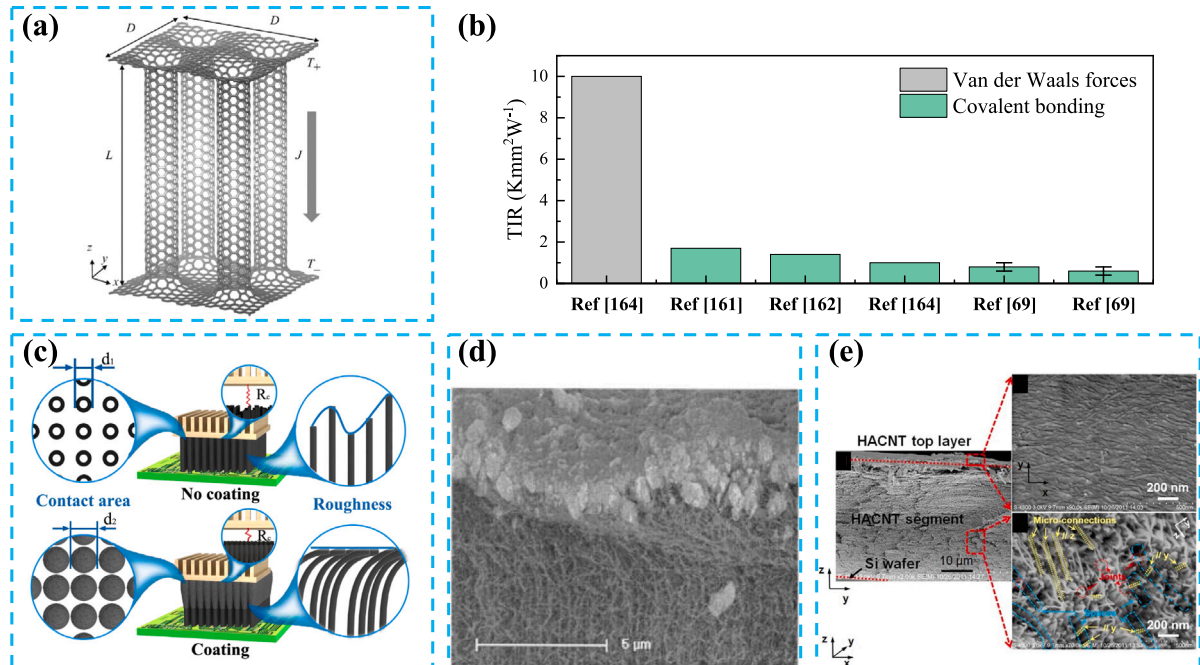 (a)
D
D
T+
L
J
T−
z
y
x
(b)
TIR (Kmm²W⁻¹)
10
8
6
4
2
0
Van der Waals forces
Covalent bonding
Ref [164]
Ref [161]
Ref [162]
Ref [164]
Ref [69]
Ref [69]
(c)
d₁
Rc
Contact area
No coating
Roughness
d₂
Rc
Coating
(d)
5 µm
(e)
HACNT top layer
HACNT segment
10 µm
Si wafer
z
y
y
x
200 nm
Micro-connections
// z
// y
Joints
// y
200 nm
z
y
x